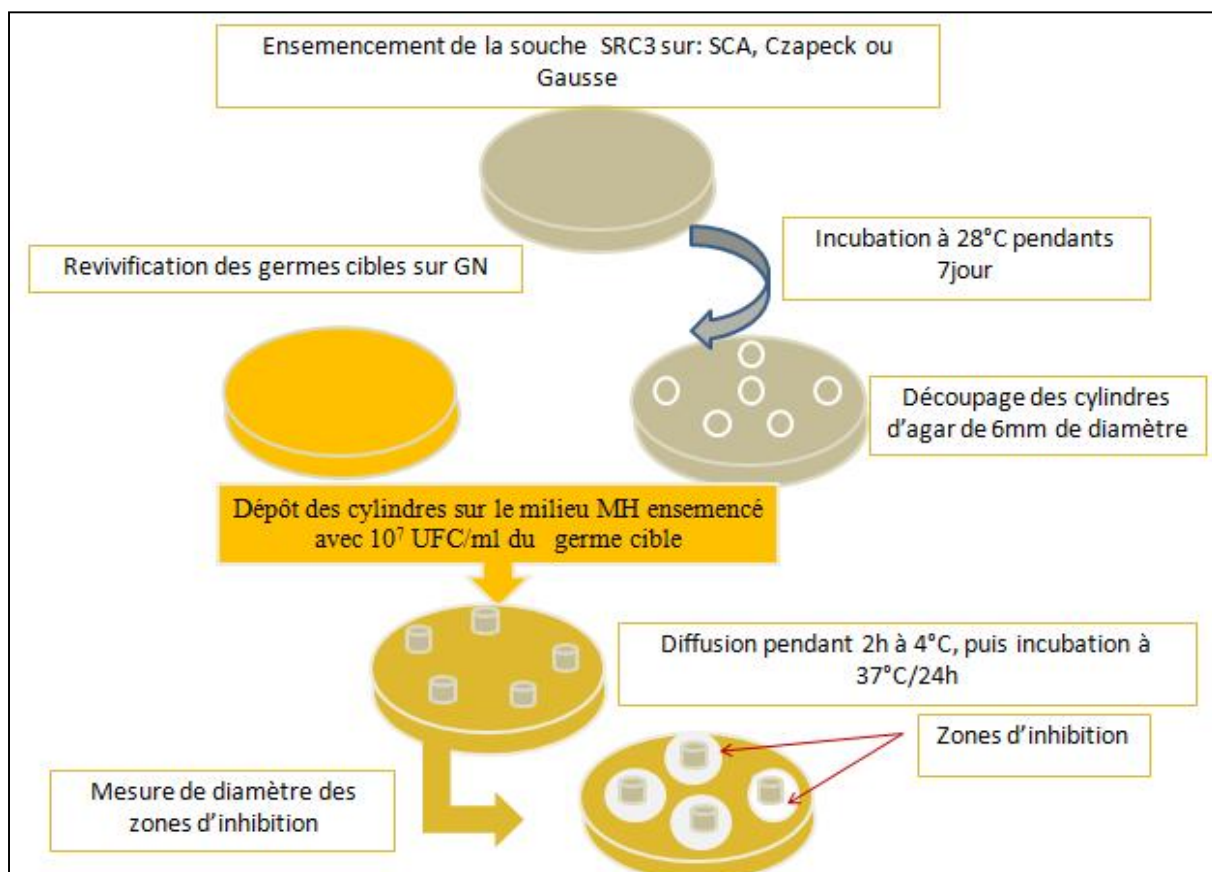 Ensemencement de la souche SRC3 sur: SCA, Czapeck ou
Gausse
Incubation à 28°C pendants
7jour
Revivification des germes cibles sur GN
Découpage des cylindres
d'agar de 6mm de diamètre
Dépôt des cylindres sur le milieu MH ensemencé
avec 10⁷ UFC/ml du germe cible
Diffusion pendant 2h à 4°C, puis incubation à
37°C/24h
Zones d'inhibition
Mesure de diamètre des
zones d'inhibition